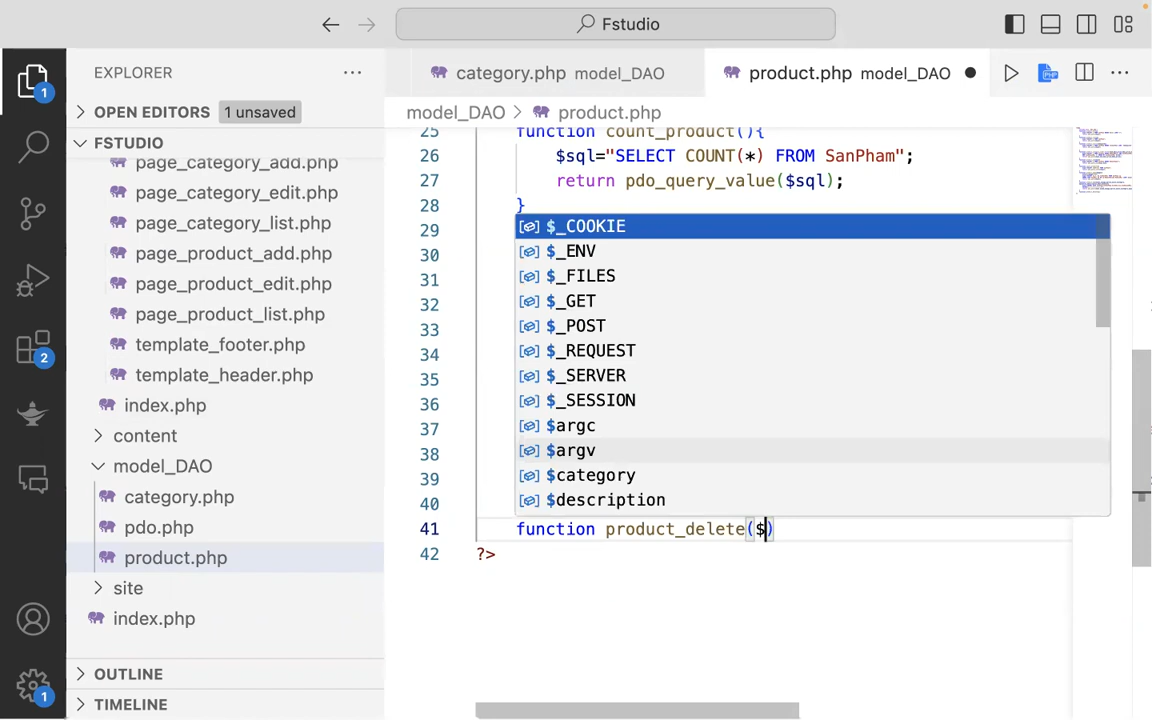 Fstudio
1
EXPLORER
OPEN EDITORS 1 unsaved
FSTUDIO
page_category_add.php
page_category_edit.php
page_category_list.php
page_product_add.php
page_product_edit.php
page_product_list.php
template_footer.php
template_header.php
index.php
content
model_DAO
category.php
pdo.php
product.php
site
index.php
OUTLINE
TIMELINE
2
1
category.php model_DAO
product.php model_DAO
PHP
model_DAO > product.php
25 function count_product(){
26 $sql="SELECT COUNT(*) FROM SanPham";
27 return pdo_query_value($sql);
28 }
29
30
31
32
33
34
35
36
37
38
39
40
$_COOKIE
$_ENV
$_FILES
$_GET
$_POST
$_REQUEST
$_SERVER
$_SESSION
$argc
$argv
$category
$description
41 function product_delete($)
42 ?>